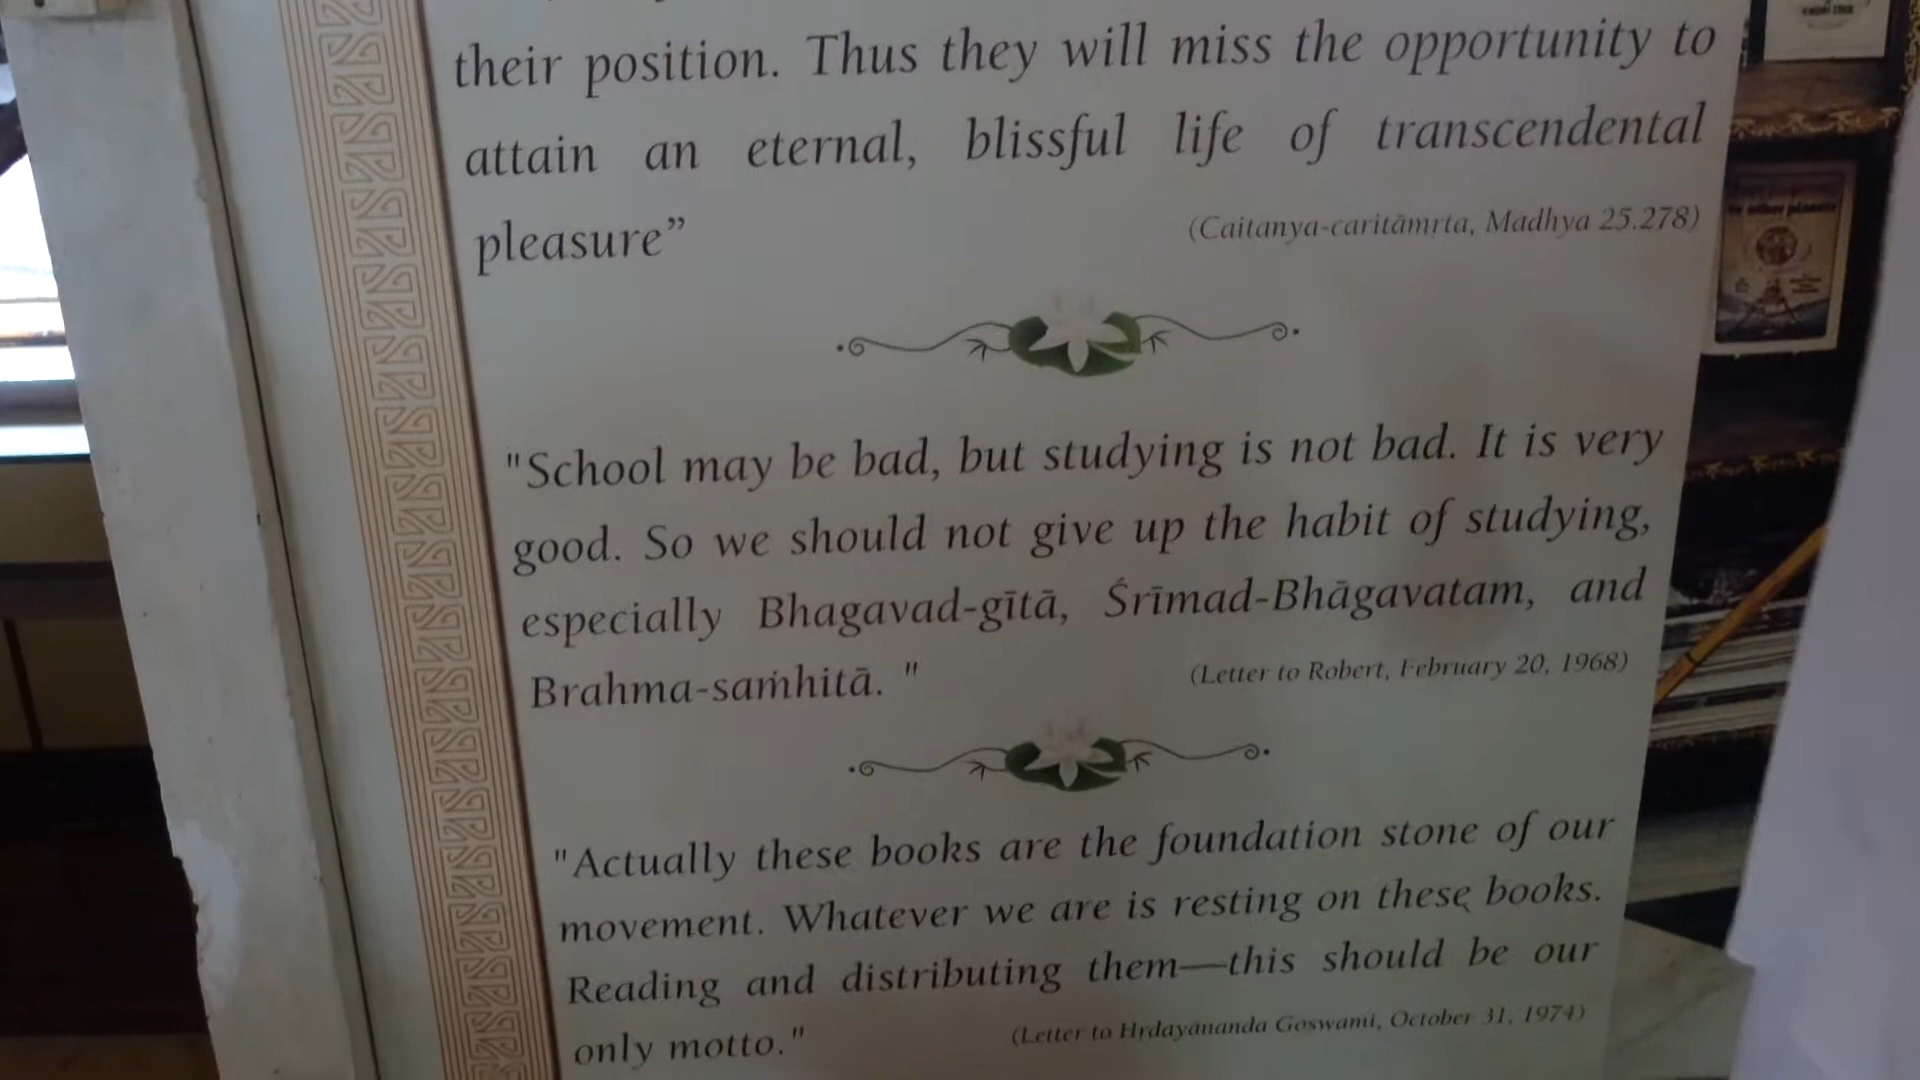 their position. Thus they will miss the opportunity to
attain an eternal, blissful life of transcendental
pleasure”
(Caitanya-caritāmṛta, Madhya 25.278)
"School may be bad, but studying is not bad. It is very
good. So we should not give up the habit of studying,
especially Bhagavad-gītā, Śrīmad-Bhāgavatam, and
Brahma-saṁhitā. "
(Letter to Robert, February 20, 1968)
"Actually these books are the foundation stone of our
movement. Whatever we are is resting on these books.
Reading and distributing them—this should be our
only motto."
(Letter to Hṛdayānanda Goswami, October 31, 1974)